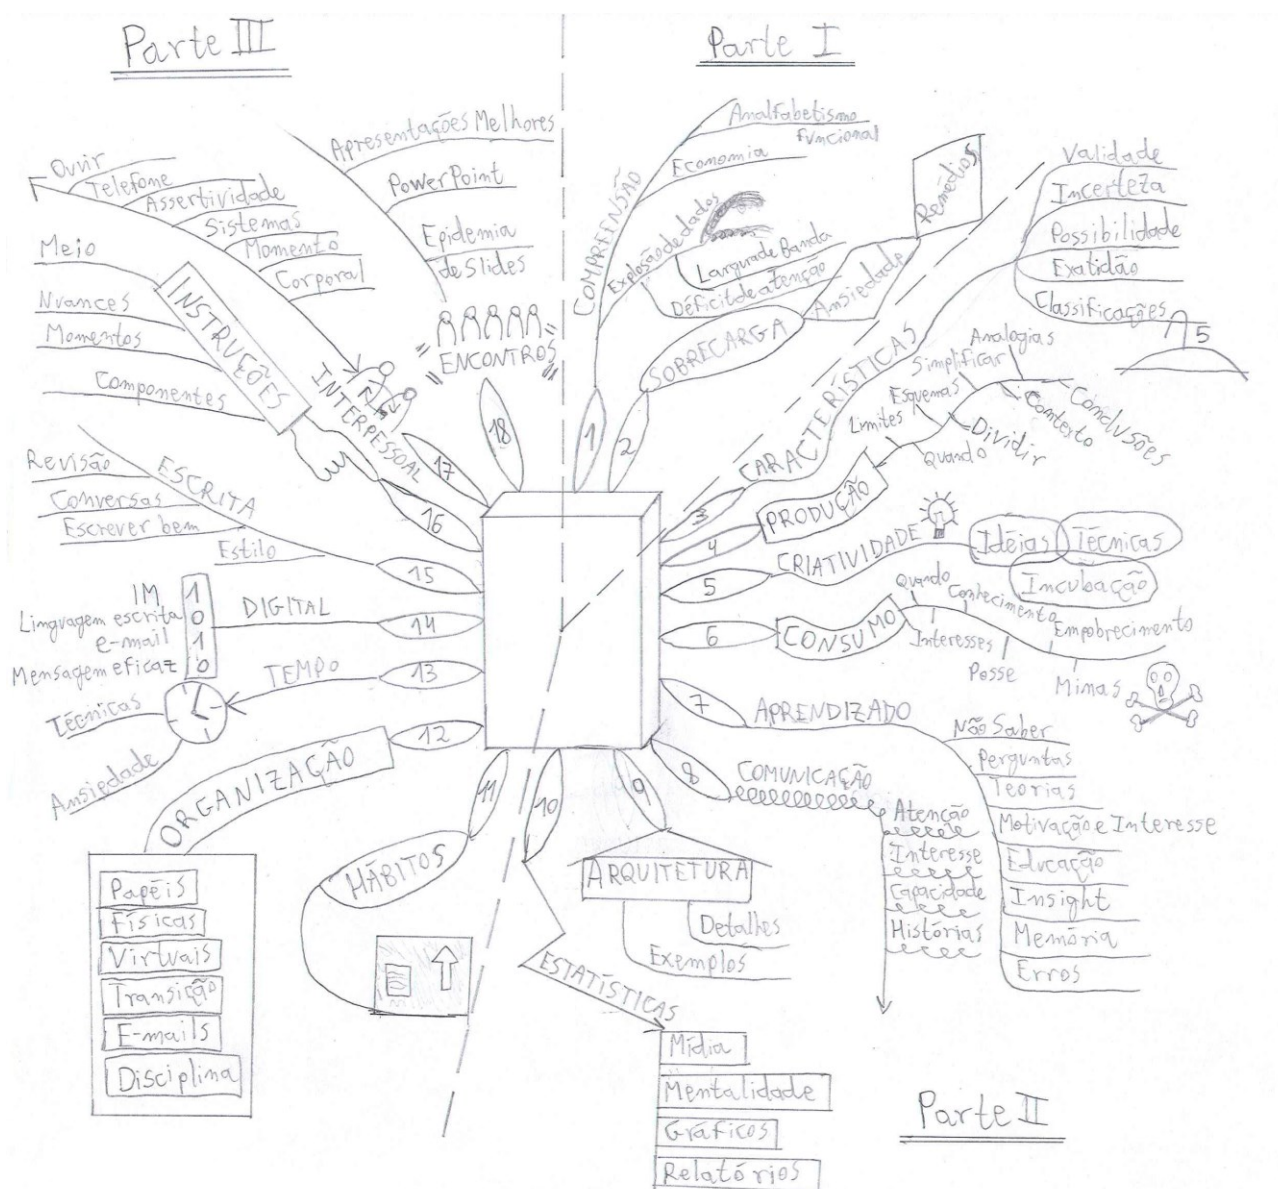 Parte III
Parte I
COMPREENSÃO
Analfabetismo
funcional
Economia
Explosão de dados
Largura de Banda
Déficit de atenção
1
SOBRECARGA
Ansiedade
Remédios
2
CARACTERÍSTICAS
Validade
Incerteza
Possibilidade
Exatidão
Classificações
5
3
PRODUÇÃO
Quando
Limites
Dividir
Esquemas
Simplificar
Contexto
Analogias
Conclusões
4
CRIATIVIDADE
Idéias
Técnicas
Incubação
5
CONSUMO
Quando
Interesses
Conhecimento
Posse
Empobrecimento
Minas
6
APRENDIZADO
Não Saber
Perguntas
Teorias
Motivação e Interesse
Educação
Insight
Memória
Erros
7
COMUNICAÇÃO
Atenção
Interesse
Capacidade
Histórias
8
ARQUITETURA
Detalhes
Exemplos
9
ESTATÍSTICAS
Mídia
Mentalidade
Gráficos
Relatórios
10
Parte II
HÁBITOS
11
ORGANIZAÇÃO
Papéis
Físicas
Virtuais
Transição
E-mails
Disciplina
12
TEMPO
Técnicas
Ansiedade
13
DIGITAL
IM 1
Linguagem escrita 0
e-mail 1
Mensagem eficaz 0
14
ESCRITA
Revisão
Conversas
Escrever bem
Estilo
15
INSTRUÇÕES
Meio
Nuances
Momentos
Componentes
16
INTERPESSOAL
Ouvir
Telefone
Assertividade
Sistemas
Momento
Corporal
17
"ENCONTROS"
Apresentações Melhores
PowerPoint
Epidemia
de Slides
18